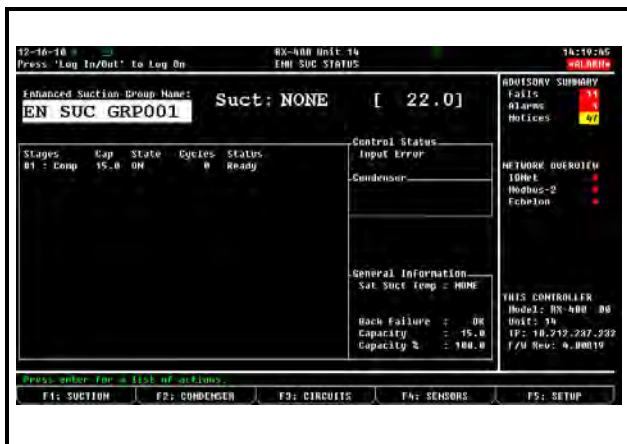 12-16-10
RX-400 Unit 14
14:19:45
Press 'Log In/Out' to Log On
ENH SUC STATUS
*ALARM*
Enhanced Suction Group Name:
EN SUC GRP001
Suct: NONE [ 22.0]
ADVISORY SUMMARY
Fails
Alarms
Notices 47
Stages Cap State Cycles Status
01 : Comp 15.0 ON 0 Ready
Control Status
Input Error
Condenser
NETWORK OVERVIEW
IONet
Modbus-2
Echelon
General Information
Sat Suct Temp : NONE
Rack Failure : OK
Capacity : 15.0
Capacity % : 100.0
THIS CONTROLLER
Model: RX-400 00
Unit: 14
IP: 10.212.237.232
F/W Rev: 4.00B19
Press enter for a list of actions.
F1: SUCTION F2: CONDENSER F3: CIRCUITS F4: SENSORS F5: SETUP